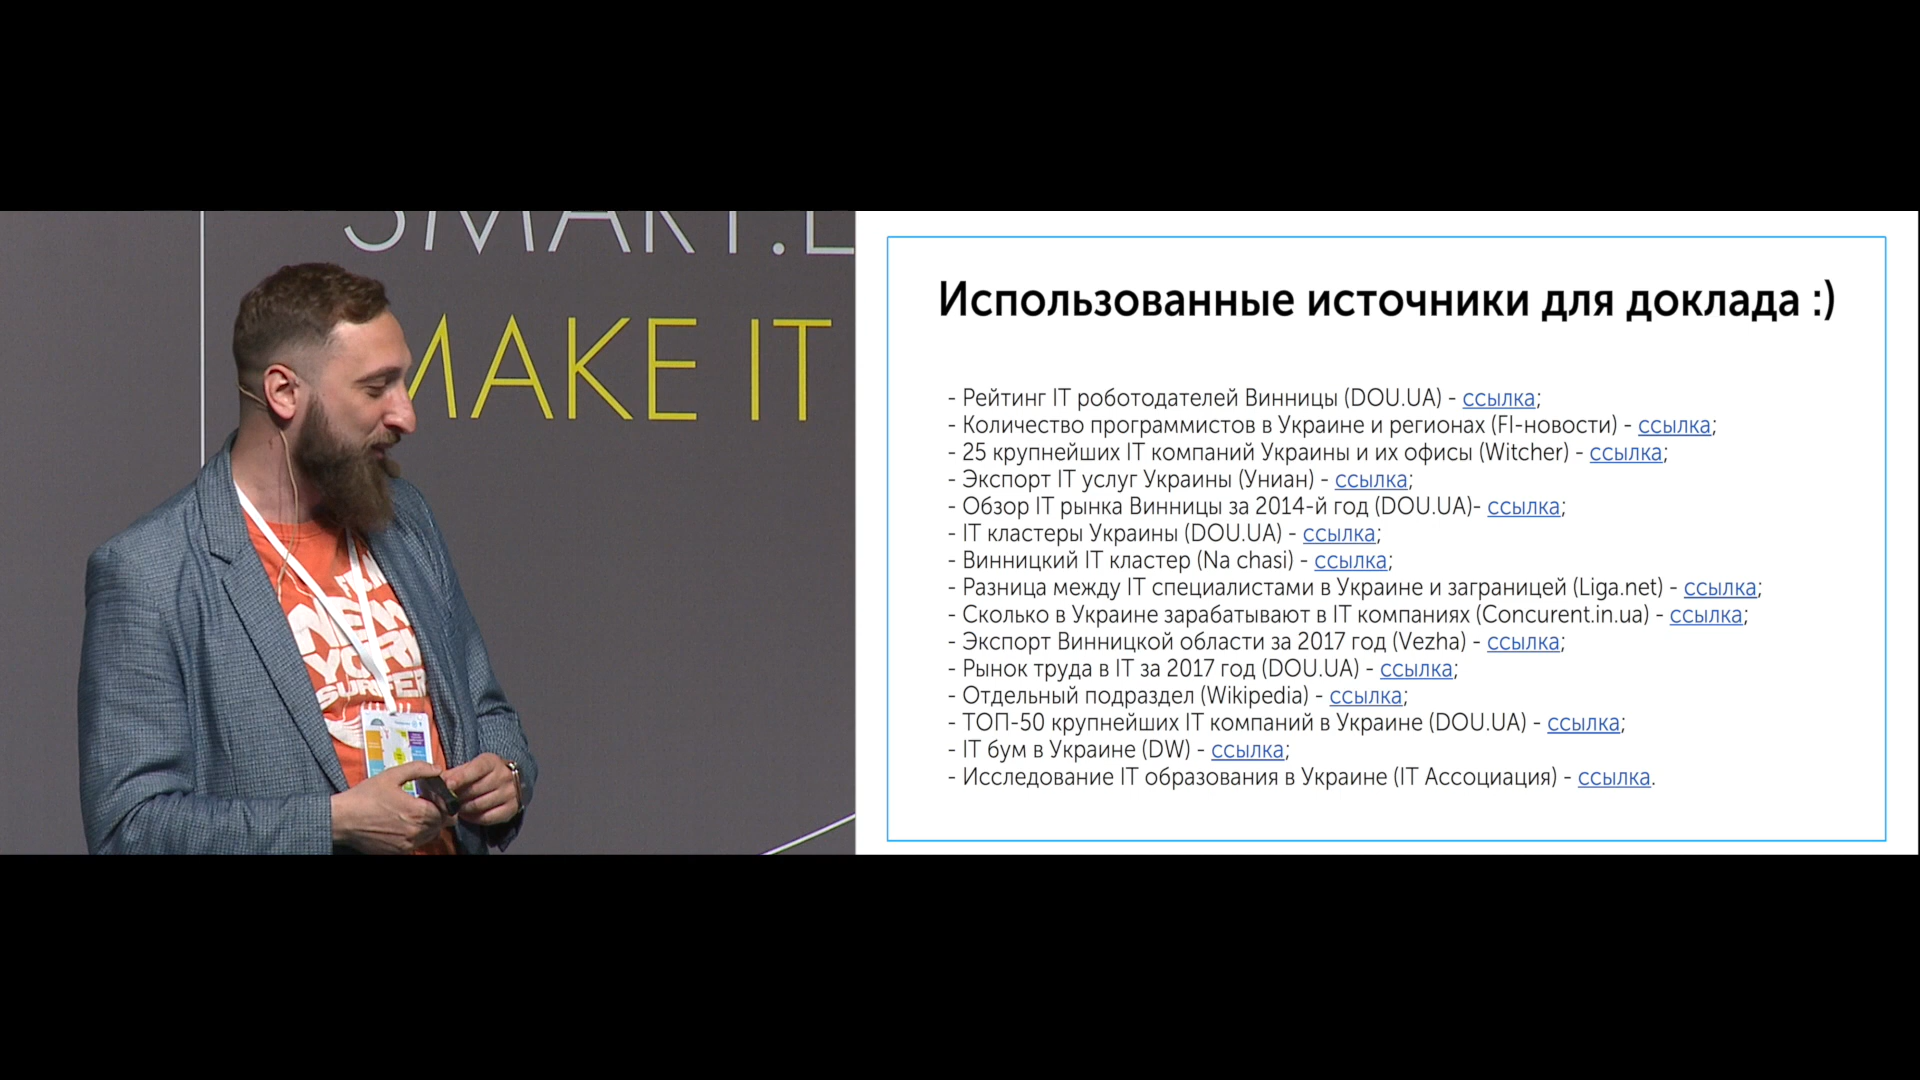 MAKE IT
NEW
YORK
SURFER
Использованные источники для доклада :)
- Рейтинг IT роботодателей Винницы (DOU.UA) - ссылка;
- Количество программистов в Украине и регионах (FI-новости) - ссылка;
- 25 крупнейших IT компаний Украины и их офисы (Witcher) - ссылка;
- Экспорт IT услуг Украины (Униан) - ссылка;
- Обзор IT рынка Винницы за 2014-й год (DOU.UA)- ссылка;
- IT кластеры Украины (DOU.UA) - ссылка;
- Винницкий IT кластер (Na chasi) - ссылка;
- Разница между IT специалистами в Украине и заграницей (Liga.net) - ссылка;
- Сколько в Украине зарабатывают в IT компаниях (Concurent.in.ua) - ссылка;
- Экспорт Винницкой области за 2017 год (Vezha) - ссылка;
- Рынок труда в IT за 2017 год (DOU.UA) - ссылка;
- Отдельный подраздел (Wikipedia) - ссылка;
- ТОП-50 крупнейших IT компаний в Украине (DOU.UA) - ссылка;
- IT бум в Украине (DW) - ссылка;
- Исследование IT образования в Украине (IT Ассоциация) - ссылка.